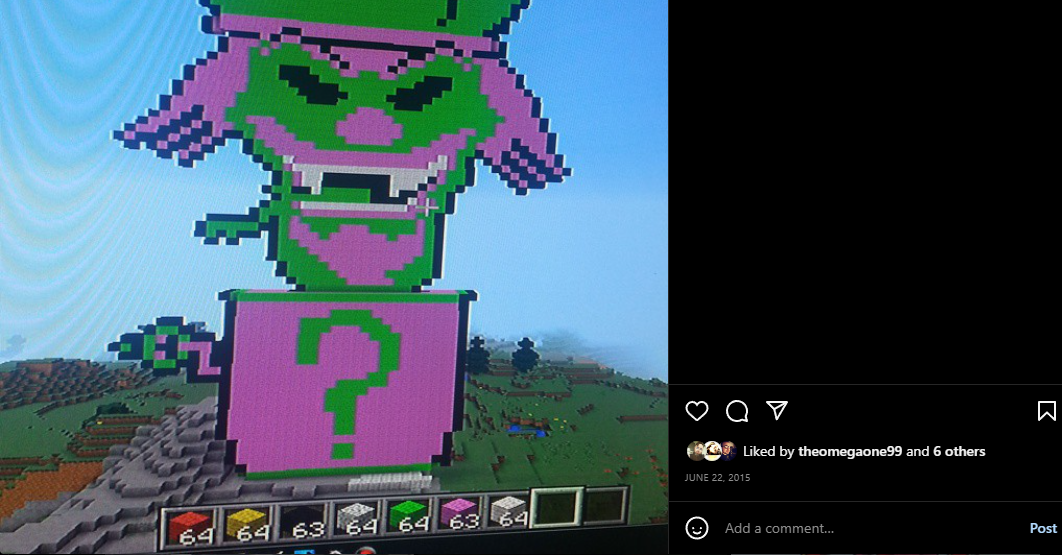 ?
Liked by theomegaone99 and 6 others
JUNE 22, 2015
Add a comment... Post
64 64 63 64 64 63 64